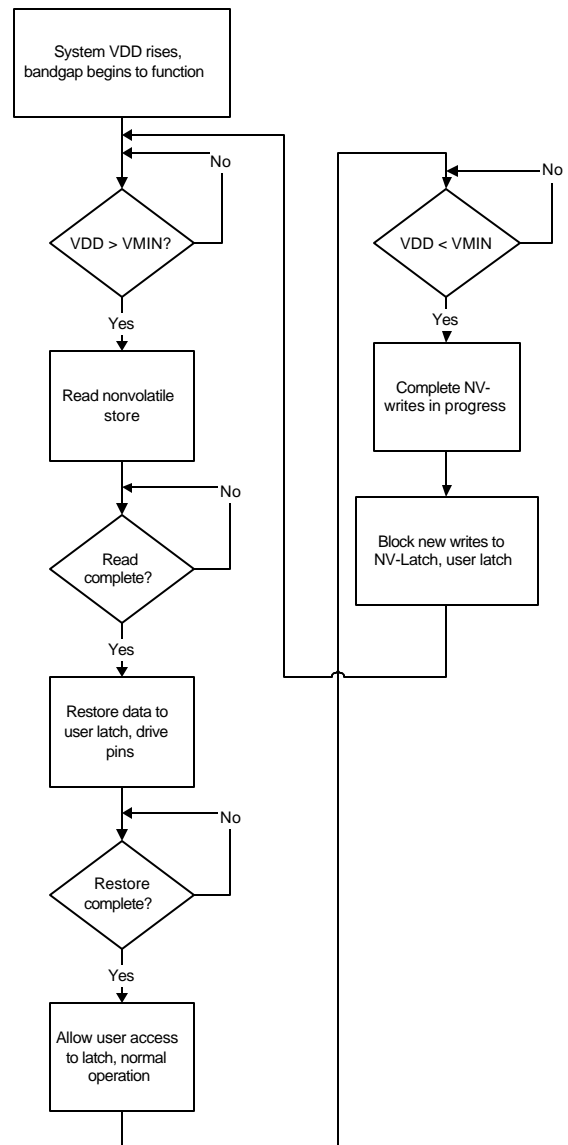 System VDD rises,
bandgap begins to function
No
VDD > VMIN?
Yes
Read nonvolatile
store
No
Read
complete?
Yes
Restore data to
user latch, drive
pins
No
Restore
complete?
Yes
Allow user access
to latch, normal
operation
No
VDD < VMIN
Yes
Complete NV-
writes in progress
Block new writes to
NV-Latch, user latch